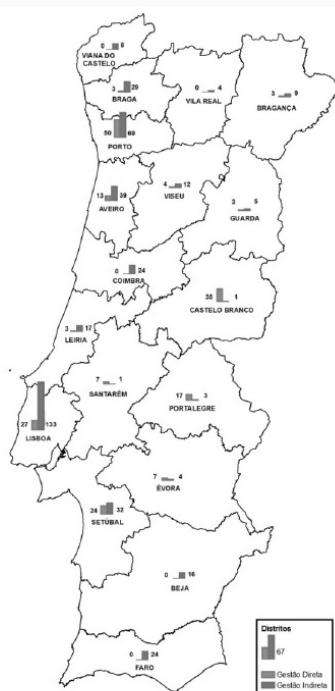 0 8
VIANA DO
CASTELO
3 29
BRAGA
0 4
VILA REAL
3 9
BRAGANÇA
50 69
PORTO
13 39
AVEIRO
4 12
VISEU
3 5
GUARDA
0 24
COIMBRA
35 1
CASTELO BRANCO
3 17
LEIRIA
7 1
SANTARÉM
17 3
PORTALEGRE
27 133
LISBOA
7 4
ÉVORA
24 32
SETÚBAL
0 16
BEJA
0 24
FARO
Distritos
67
Gestão Direta
Gestão Indireta